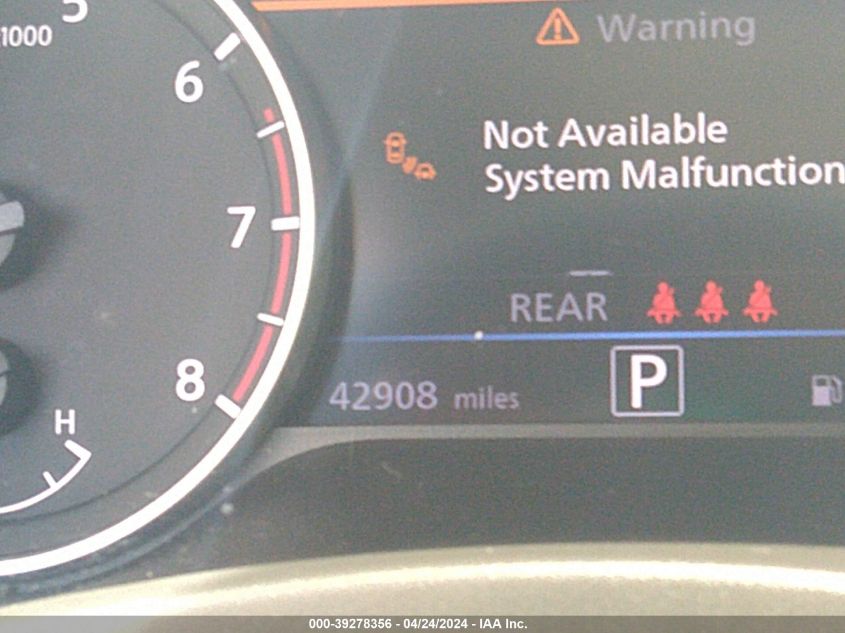 5
1000
6
7
8
H
Warning
Not Available
System Malfunction
REAR
42908 miles
P
000-39278356 - 04/24/2024 - IAA Inc.